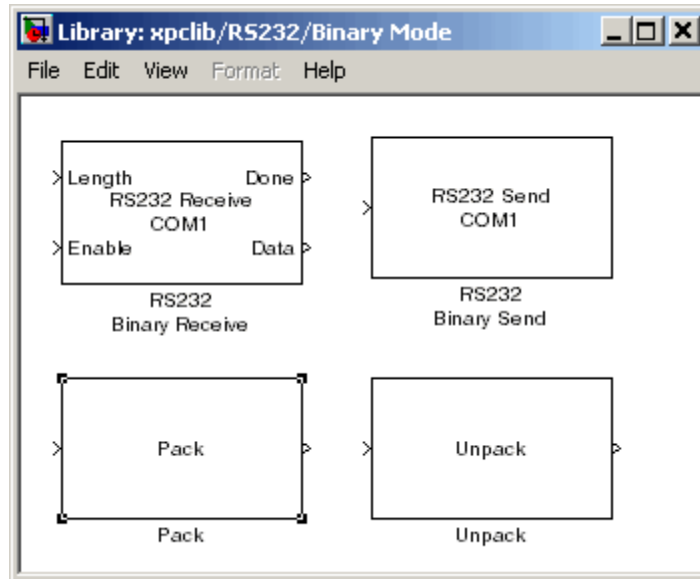 Library: xpclib/RS232/Binary Mode
File Edit View Format Help
Length Done
RS232 Receive
COM1
Enable Data
RS232
Binary Receive
RS232 Send
COM1
RS232
Binary Send
Pack
Pack
Unpack
Unpack